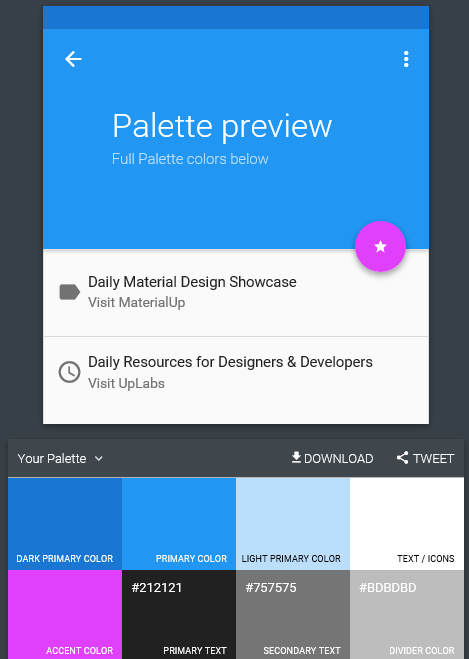 Palette preview
Full Palette colors below
Daily Material Design Showcase
Visit MaterialUp
Daily Resources for Designers & Developers
Visit UpLabs
Your Palette
DOWNLOAD
TWEET
DARK PRIMARY COLOR
PRIMARY COLOR
LIGHT PRIMARY COLOR
TEXT / ICONS
#212121
#757575
#BDBDBD
ACCENT COLOR
PRIMARY TEXT
SECONDARY TEXT
DIVIDER COLOR